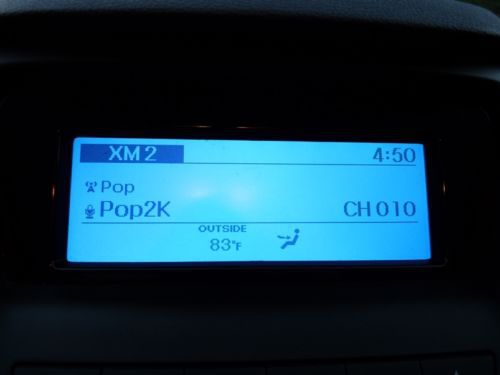 XM 2 4:50
Pop
Pop2K CH 010
OUTSIDE
83°F